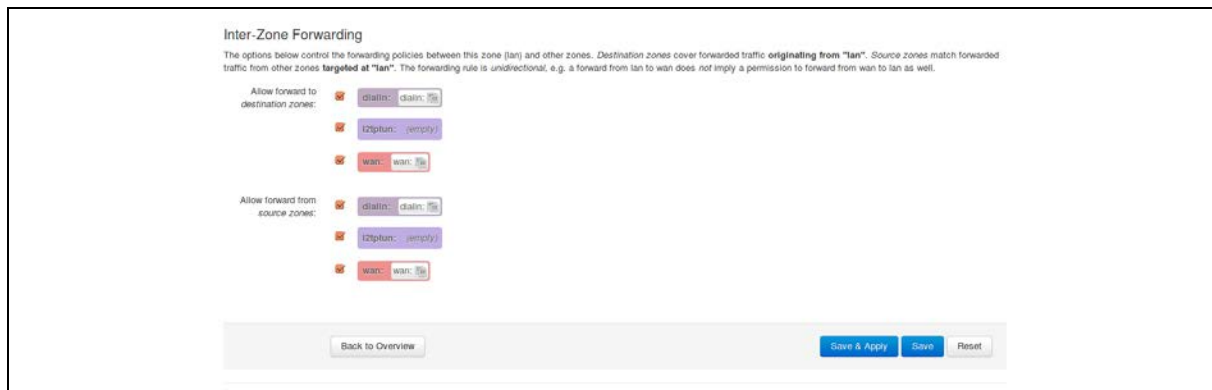 Inter-Zone Forwarding
The options below control the forwarding policies between this zone (lan) and other zones. Destination zones cover forwarded traffic originating from "lan". Source zones match forwarded
traffic from other zones targeted at "lan". The forwarding rule is unidirectional, e.g. a forward from lan to wan does not imply a permission to forward from wan to lan as well.
Allow forward to
destination zones:
dialin: dialin:
l2tptun: (empty)
wan: wan:
Allow forward from
source zones:
dialin: dialin:
l2tptun: (empty)
wan: wan:
Back to Overview Save & Apply Save Reset